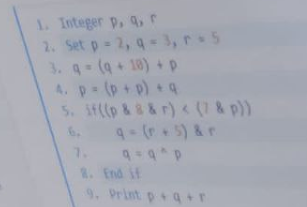 1. Integer p, q, r
2. Set p = 2, q = 3, r = 5
3. q = (q + 10) + p
4. p = (p + p) + q
5. if((p & 8 & r) < (7 & p))
6. q = (r + 5) & r
7. q = q ^ p
8. End if
9. Print p + q + r